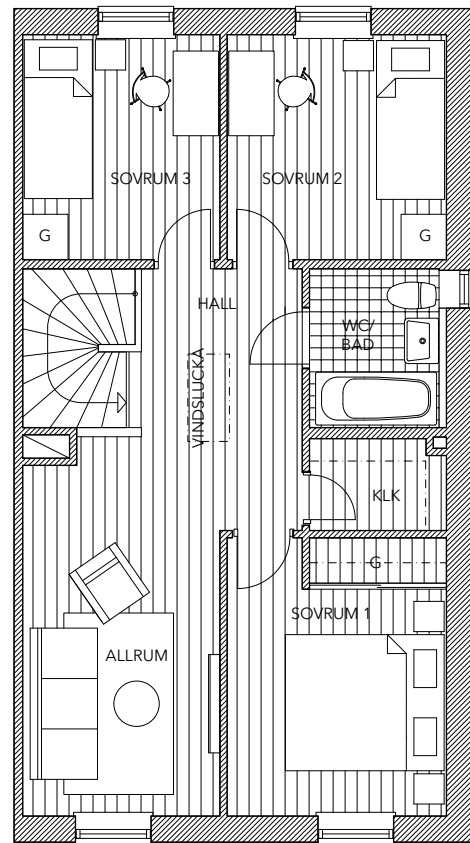 SOVRUM 3
SOVRUM 2
G
G
HALL
WC/
BAD
VINDSLUCKA
KLK
G
SOVRUM 1
ALLRUM